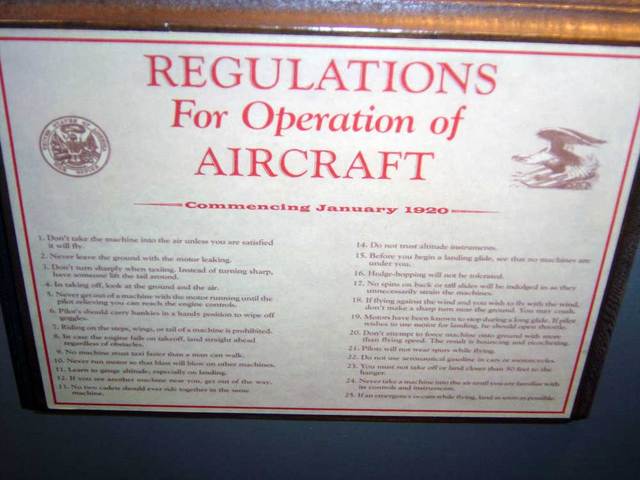 REGULATIONS
For Operation of
AIRCRAFT
Commencing January 1920
1. Don't take the machine into the air unless you are satisfied
it will fly.
2. Never leave the ground with the motor leaking.
3. Don't turn sharply when taxiing. Instead of turning sharp,
have someone lift the tail around.
4. In taking off, look at the ground and the air.
5. Never get out of a machine with the motor running until the
pilot relieving you can reach the engine controls.
6. Pilot's should carry hankies in a handy position to wipe off
goggles.
7. Riding on the steps, wings, or tail of a machine is prohibited.
8. In case the engine fails on takeoff, land straight ahead
regardless of obstacles.
9. No machine must taxi faster than a man can walk.
10. Never run motor so that blast will blow on other machines.
11. Learn to gauge altitude, especially on landing.
12. If you see another machine near you, get out of the way.
13. No two cadets should ever ride together in the same
machine.
14. Do not trust altitude instruments.
15. Before you begin a landing glide, see that no machines are
under you.
16. Hedge-hopping will not be tolerated.
17. No spins on back or tail slides will be indulged in as they
unnecessarily strain the machines.
18. If flying against the wind and you wish to fly with the wind,
don't make a sharp turn near the ground. You may crash.
19. Motors have been known to stop during a long glide. If pilot
wishes to use motor for landing, he should open throttle.
20. Don't attempt to force machine onto ground with more
than flying speed. The result is bouncing and ricocheting.
21. Pilots will not wear spurs while flying.
22. Do not use aeronautical gasoline in cars or motorcycles.
23. You must not take off or land closer than 50 feet to the
hanger.
24. Never take a machine into the air until you are familiar with
its controls and instruments.
25. If an emergency occurs while flying, land as soon as possible.